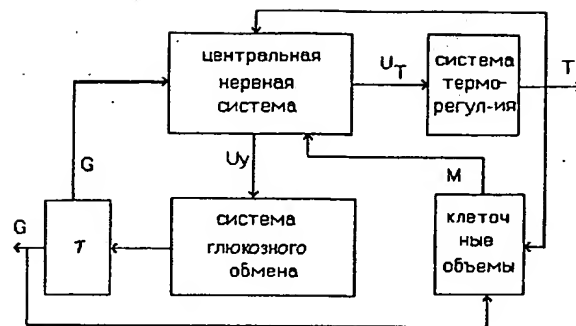 центральная
нервная
система
U_T
система
термо-
регул-ия
T
G
Uy
M
G
τ
система
глюкозного
обмена
клеточ
ные
объемы